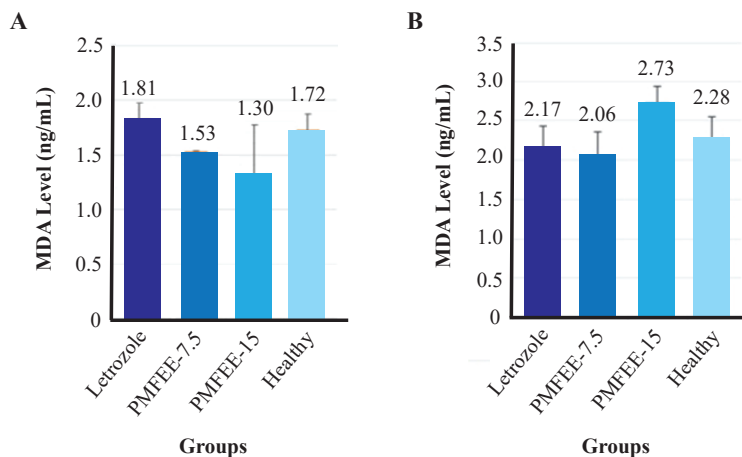 A
MDA Level (ng/mL)
2.5
2.0
1.5
1.0
0.5
0
1.81
1.53
1.30
1.72
Letrozole
PMFEE-7.5
PMFEE-15
Healthy
Groups
B
MDA Level (ng/mL)
3.5
3.0
2.5
2.0
1.5
1.0
0.5
0
2.17
2.06
2.73
2.28
Letrozole
PMFEE-7.5
PMFEE-15
Healthy
Groups